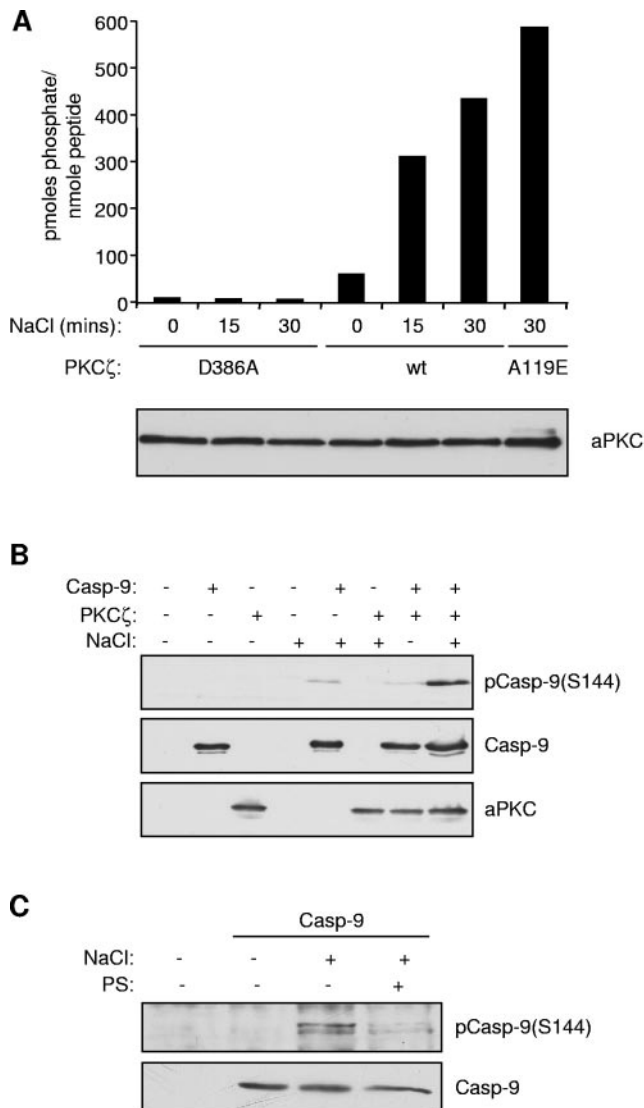 A
pmoles phosphate/
nmole peptide
600
500
400
300
200
100
0
NaCl (mins): 0 15 30 0 15 30 30
PKCζ: D386A wt A119E
aPKC
B
Casp-9: - + - - + - + +
PKCζ: - - + - - + + +
NaCl: - - - + + + - +
pCasp-9(S144)
Casp-9
aPKC
C
Casp-9
NaCl: - - + +
PS: - - - +
pCasp-9(S144)
Casp-9